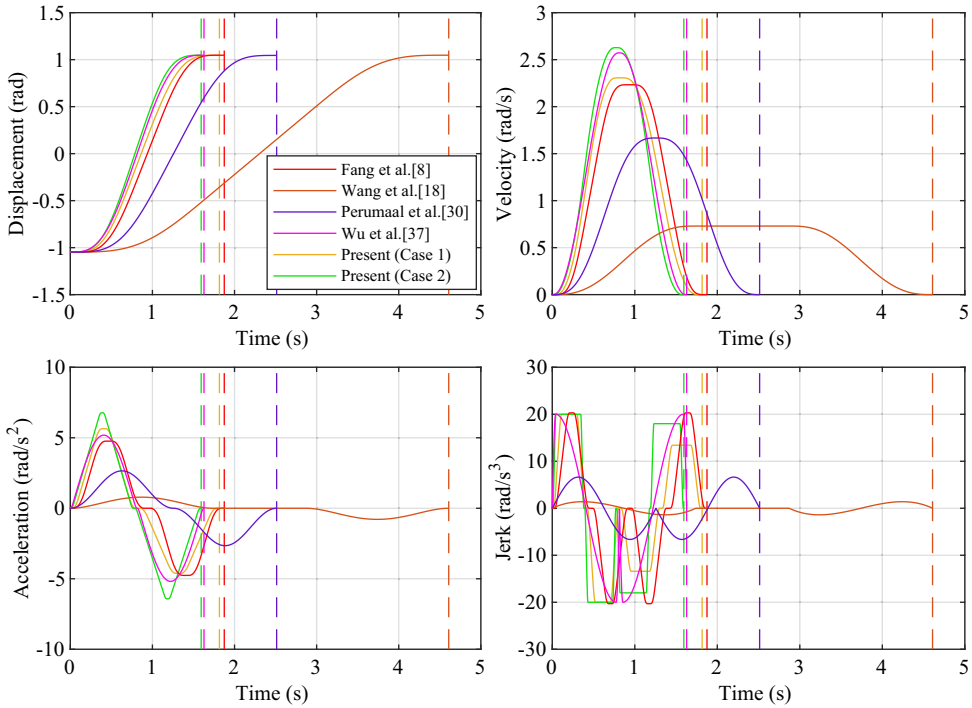 1.5
1
0.5
0
-0.5
-1
-1.5
Displacement (rad)
0 1 2 3 4 5
Time (s)
Fang et al.[8]
Wang et al.[18]
Perumaal et al.[30]
Wu et al.[37]
Present (Case 1)
Present (Case 2)
3
2.5
2
1.5
1
0.5
0
Velocity (rad/s)
0 1 2 3 4 5
Time (s)
10
5
0
-5
-10
Acceleration (rad/s²)
0 1 2 3 4 5
Time (s)
30
20
10
0
-10
-20
-30
Jerk (rad/s³)
0 1 2 3 4 5
Time (s)